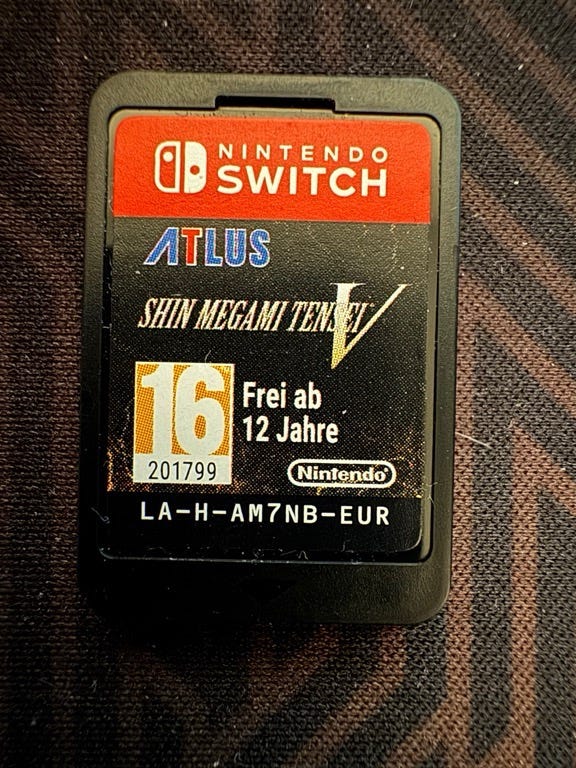 NINTENDO
SWITCH
ATLUS
SHIN MEGAMI TENSEI V
16
201799
Frei ab
12 Jahre
Nintendo
LA-H-AM7NB-EUR